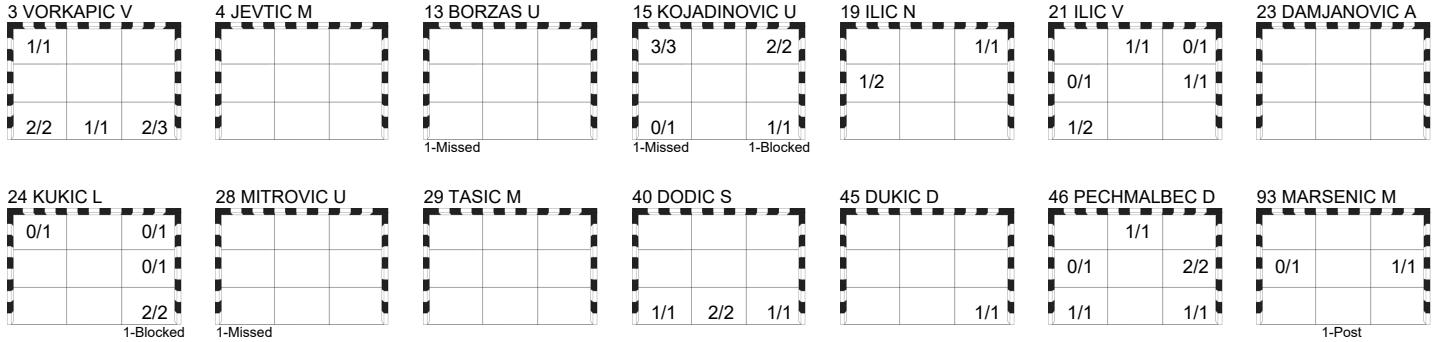 3 VORKAPIC V 4 JEVTIC M 13 BORZAS U 15 KOJADINOVIC U 19 ILIC N 21 ILIC V 23 DAMJANOVIC A
1/1 3/3 2/2 1/1 1/1 0/1
1/2 0/1 1/1
2/2 1/1 2/3 0/1 1/1 1/2
1-Missed 1-Missed 1-Blocked
24 KUKIC L 28 MITROVIC U 29 TASIC M 40 DODIC S 45 DUKIC D 46 PECHMALBEC D 93 MARSENIC M
0/1 0/1 1/1
0/1 0/1 2/2 0/1 1/1
2/2 1/1 2/2 1/1 1/1 1/1 1/1
1-Blocked 1-Missed 1-Post